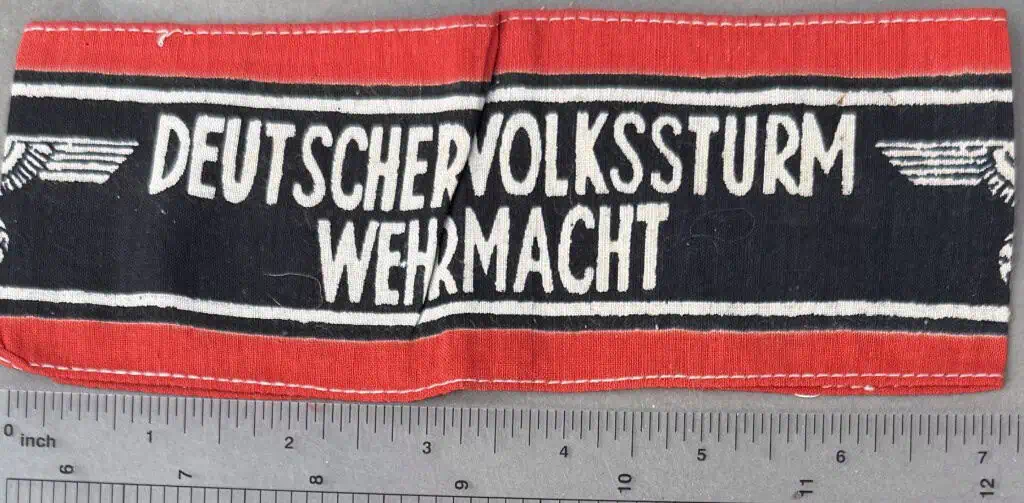 DEUTSCHER VOLKSSTURM
WEHRMACHT
0 inch 1 2 3 4 5 6 7
6 7 8 9 10 11 12